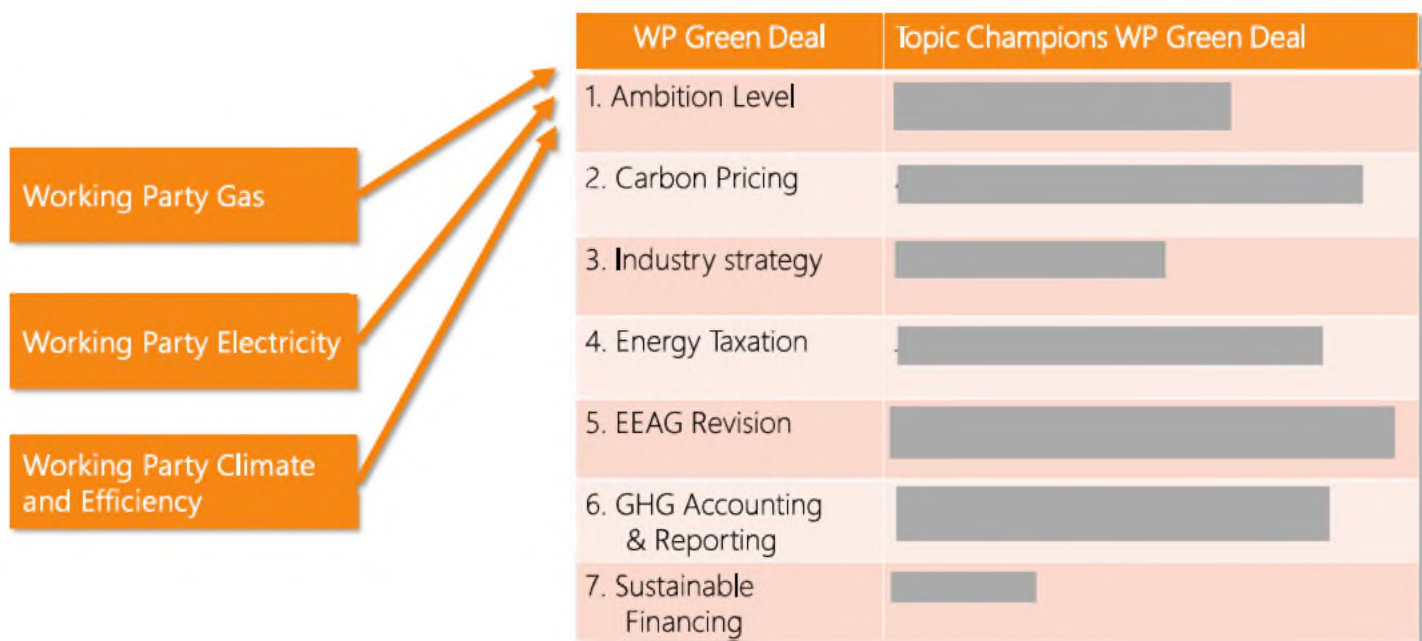 WP Green Deal
Topic Champions WP Green Deal
1. Ambition Level
2. Carbon Pricing
3. Industry strategy
4. Energy Taxation
5. EEAG Revision
6. GHG Accounting
& Reporting
7. Sustainable
Financing
Working Party Gas
Working Party Electricity
Working Party Climate
and Efficiency